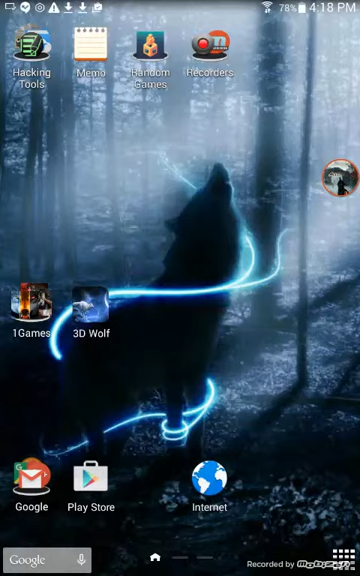 78% 4:18 PM
Hacking Tools
Memo
Random Games
Recorders
1Games
3D Wolf
Google
Play Store
Internet
Google
Recorded by